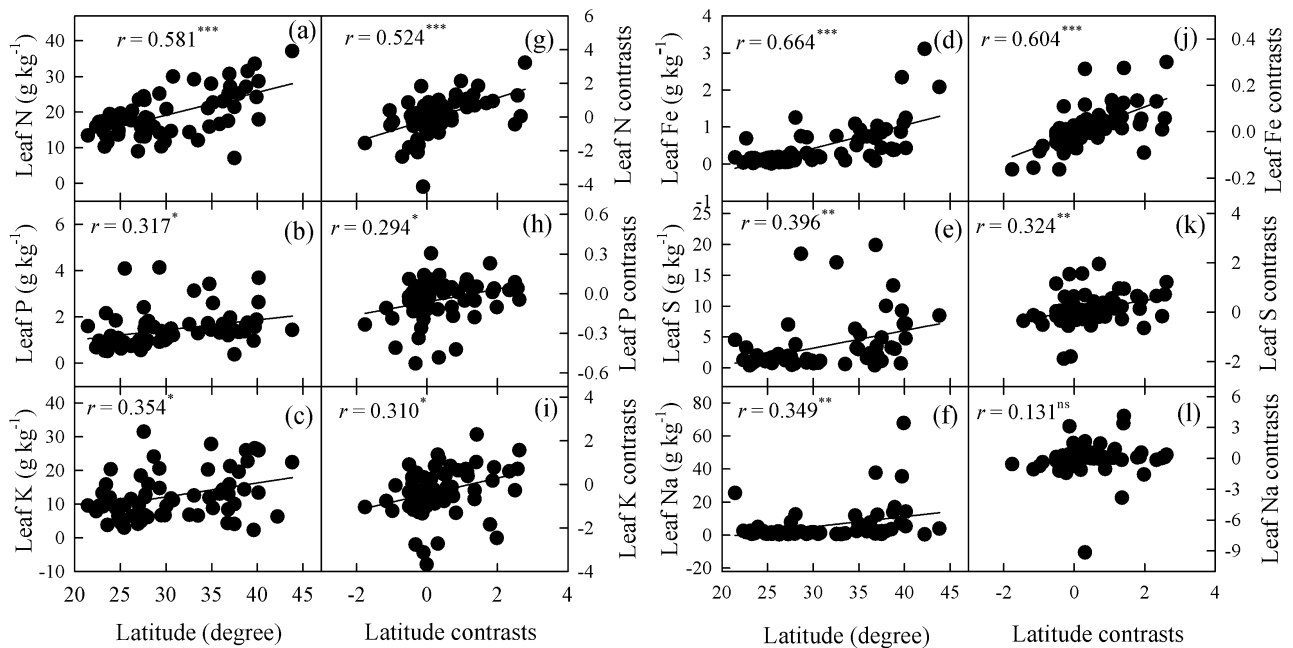 r = 0.581***
(a)
Leaf N (g kg-1)
40
30
20
10
0
r = 0.524***
(g)
6
4
2
0
-2
-4
Leaf N contrasts
r = 0.317*
(b)
Leaf P (g kg-1)
6
4
2
0
r = 0.294*
(h)
0.6
0.3
0.0
-0.3
-0.6
Leaf P contrasts
r = 0.354*
(c)
Leaf K (g kg-1)
40
30
20
10
0
-10
r = 0.310*
(i)
4
2
0
-2
-4
Leaf K contrasts
20 25 30 35 40 45
-2 0 2 4
Latitude (degree)
Latitude contrasts
r = 0.664***
(d)
Leaf Fe (g kg-1)
4
3
2
1
0
-1
r = 0.604***
(j)
0.4
0.2
0.0
-0.2
Leaf Fe contrasts
r = 0.396**
(e)
Leaf S (g kg-1)
25
20
15
10
5
0
r = 0.324**
(k)
4
2
0
-2
Leaf S contrasts
r = 0.349**
(f)
Leaf Na (g kg-1)
80
60
40
20
0
-20
r = 0.131ns
(l)
6
3
0
-3
-6
-9
Leaf Na contrasts
20 25 30 35 40 45
-2 0 2 4
Latitude (degree)
Latitude contrasts